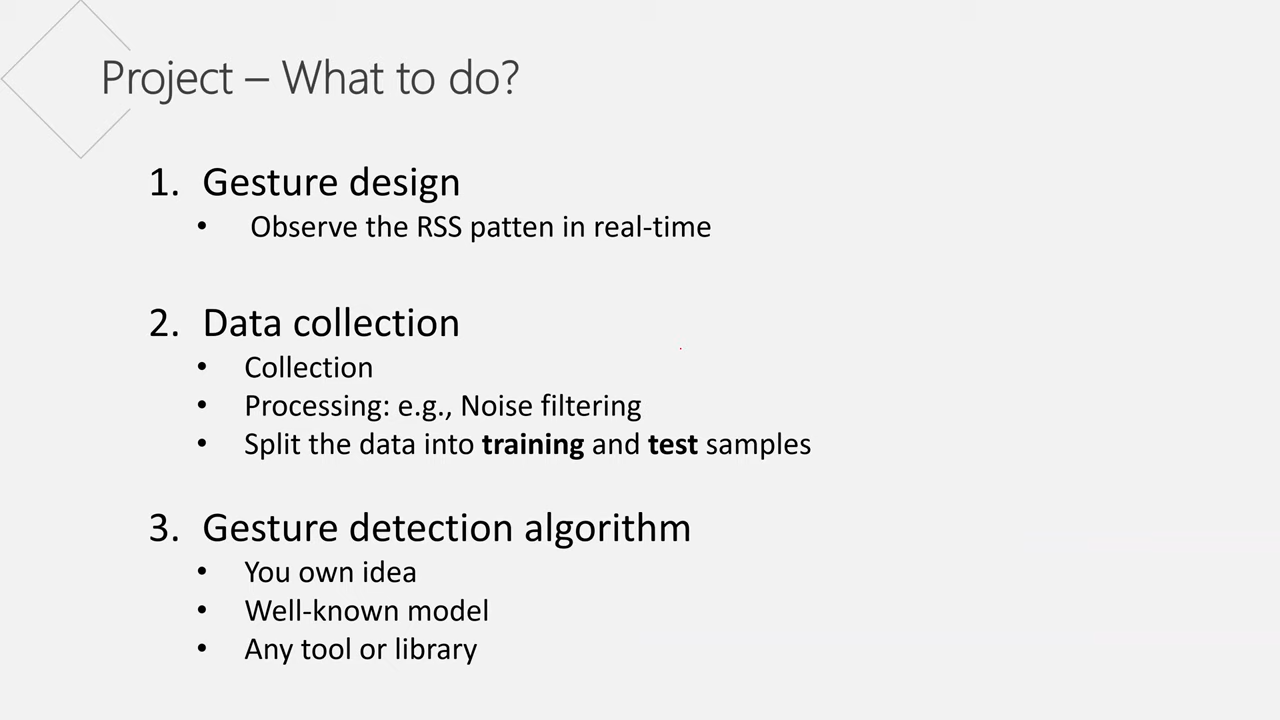 Project – What to do?
1. Gesture design
• Observe the RSS patten in real-time
2. Data collection
• Collection
• Processing: e.g., Noise filtering
• Split the data into training and test samples
3. Gesture detection algorithm
• You own idea
• Well-known model
• Any tool or library